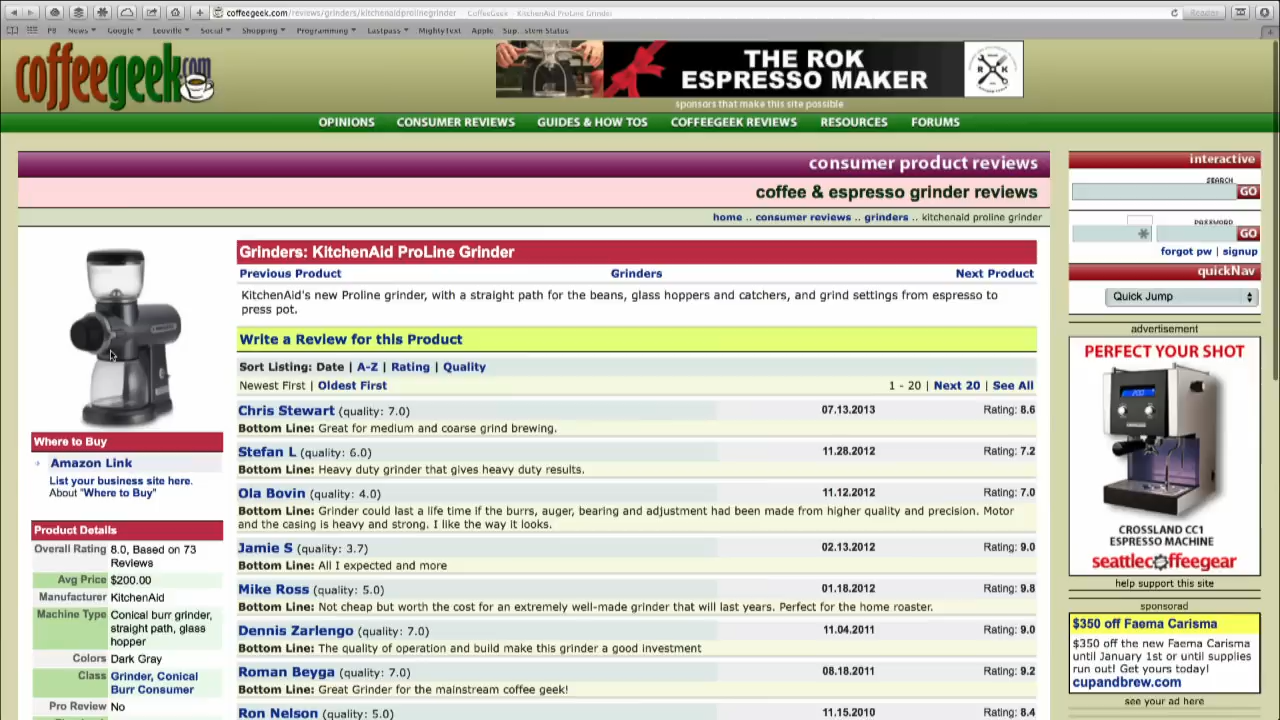 coffeegeek.com/reviews/grinders/kitchenaidprolinegrinder CoffeeGeek - KitchenAid ProLine Grinder
Reader
News Google Leoville Social Shopping Programming Lastpass MightyText Apple Sup...stem Status
coffeegeek.com
THE ROK
ESPRESSO MAKER
R K
sponsors that make this site possible
OPINIONS CONSUMER REVIEWS GUIDES & HOW TOS COFFEEGEEK REVIEWS RESOURCES FORUMS
consumer product reviews
coffee & espresso grinder reviews
home .. consumer reviews .. grinders .. kitchenaid proline grinder
Grinders: KitchenAid ProLine Grinder
Previous Product Grinders Next Product
KitchenAid's new Proline grinder, with a straight path for the beans, glass hoppers and catchers, and grind settings from espresso to
press pot.
Write a Review for this Product
Sort Listing: Date | A-Z | Rating | Quality
Newest First | Oldest First 1 - 20 | Next 20 | See All
Chris Stewart (quality: 7.0) 07.13.2013 Rating: 8.6
Bottom Line: Great for medium and coarse grind brewing.
Stefan L (quality: 6.0) 11.28.2012 Rating: 7.2
Bottom Line: Heavy duty grinder that gives heavy duty results.
Ola Bovin (quality: 4.0) 11.12.2012 Rating: 7.0
Bottom Line: Grinder could last a life time if the burrs, auger, bearing and adjustment had been made from higher quality and precision. Motor
and the casing is heavy and strong. I like the way it looks.
Jamie S (quality: 3.7) 02.13.2012 Rating: 9.0
Bottom Line: All I expected and more
Mike Ross (quality: 5.0) 01.18.2012 Rating: 9.8
Bottom Line: Not cheap but worth the cost for an extremely well-made grinder that will last years. Perfect for the home roaster.
Dennis Zarlengo (quality: 7.0) 11.04.2011 Rating: 9.0
Bottom Line: The quality of operation and build make this grinder a good investment
Roman Beyga (quality: 7.0) 08.18.2011 Rating: 9.2
Bottom Line: Great Grinder for the mainstream coffee geek!
Ron Nelson (quality: 5.0) 11.15.2010 Rating: 8.4
Where to Buy
Amazon Link
List your business site here.
About "Where to Buy"
Product Details
Overall Rating 8.0, Based on 73
Reviews
Avg Price $200.00
Manufacturer KitchenAid
Machine Type Conical burr grinder,
straight path, glass
hopper
Colors Dark Gray
Class Grinder, Conical
Burr Consumer
Pro Review No
interactive
SEARCH
GO
PASSWORD
GO
forgot pw | signup
quickNav
Quick Jump
advertisement
PERFECT YOUR SHOT
CROSSLAND CC1
ESPRESSO MACHINE
seattlecoffeegear
help support this site
sponsorad
$350 off Faema Carisma
$350 off the new Faema Carisma
until January 1st or until supplies
run out! Get yours today!
cupandbrew.com
see your ad here